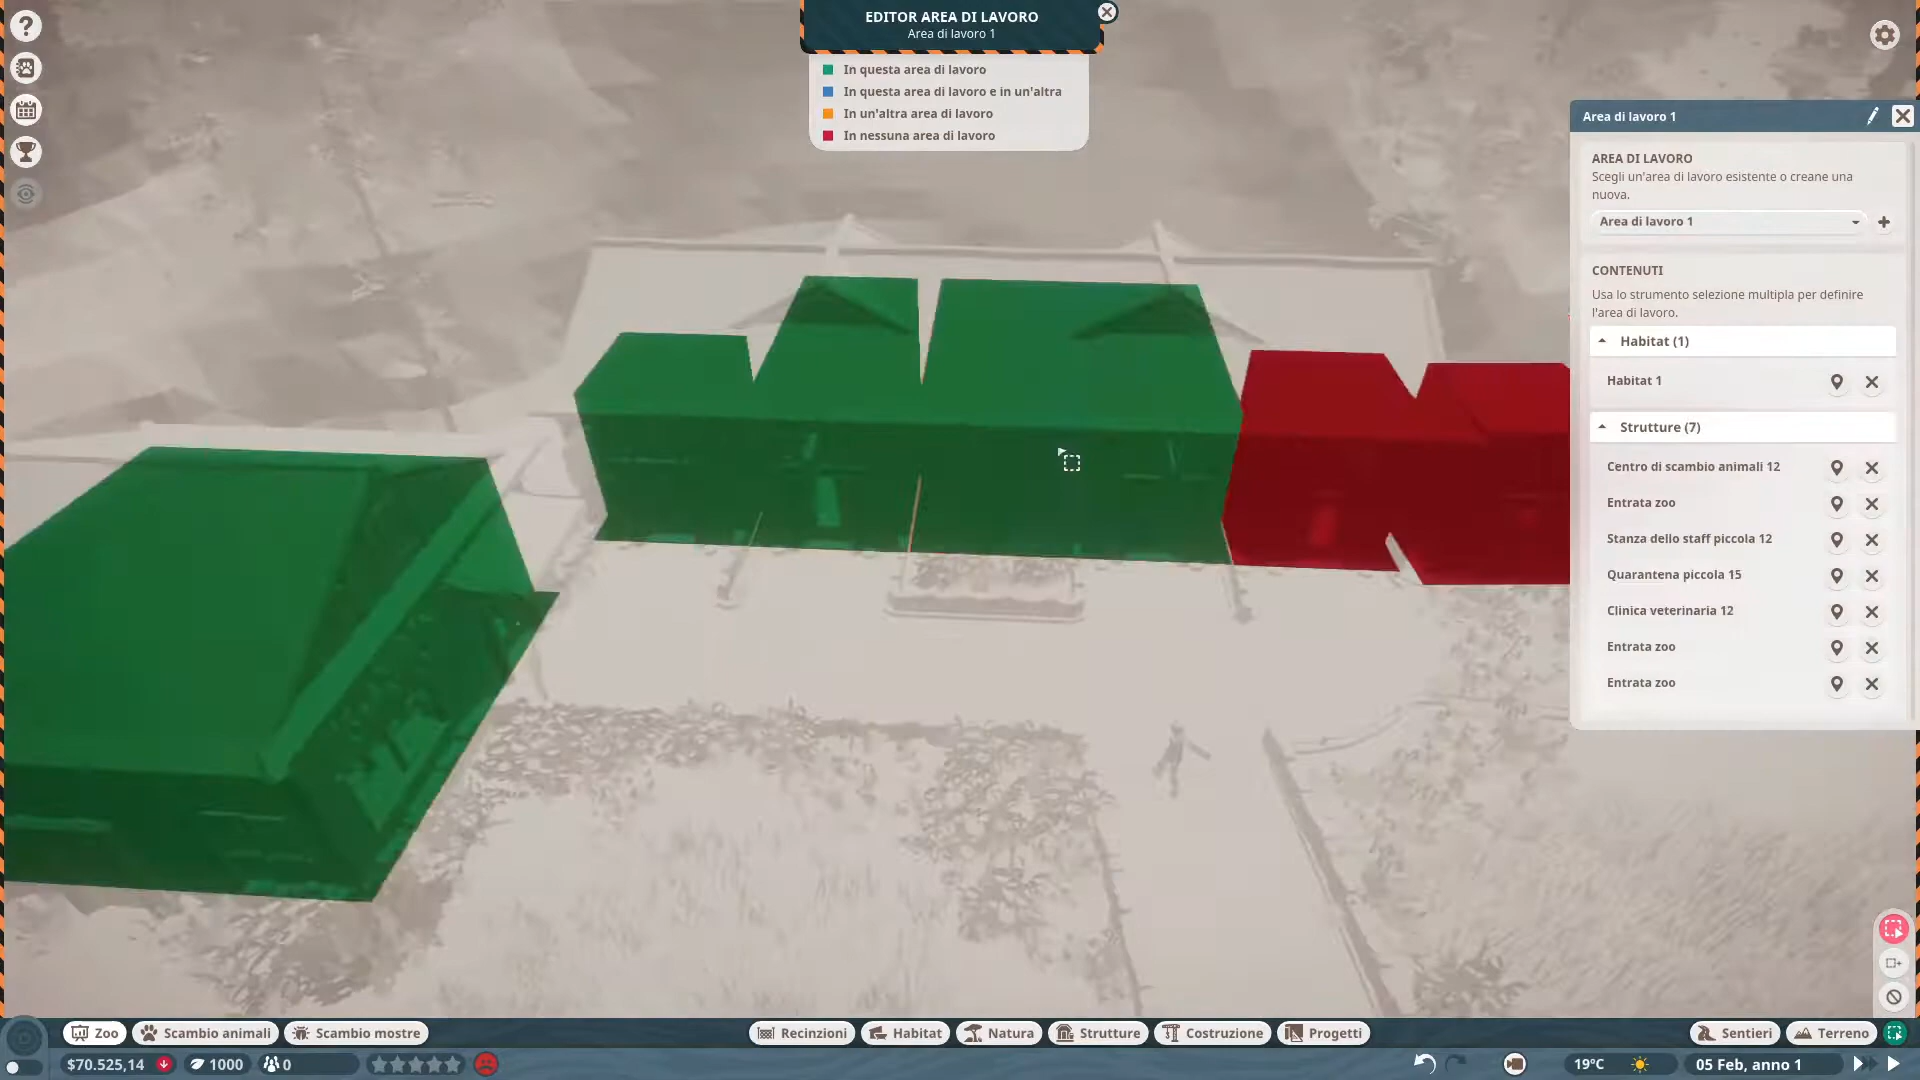 EDITOR AREA DI LAVORO
Area di lavoro 1
In questa area di lavoro
In questa area di lavoro e in un'altra
In un'altra area di lavoro
In nessuna area di lavoro
Area di lavoro 1
AREA DI LAVORO
Scegli un'area di lavoro esistente o creane una
nuova.
Area di lavoro 1
CONTENUTI
Usa lo strumento selezione multipla per definire
l'area di lavoro.
Habitat (1)
Habitat 1
Strutture (7)
Centro di scambio animali 12
Entrata zoo
Stanza dello staff piccola 12
Quarantena piccola 15
Clinica veterinaria 12
Entrata zoo
Entrata zoo
Zoo
Scambio animali
Scambio mostre
Recinzioni
Habitat
Natura
Strutture
Costruzione
Progetti
Sentieri
Terreno
$70.525,14
1000
0
19°C
05 Feb, anno 1